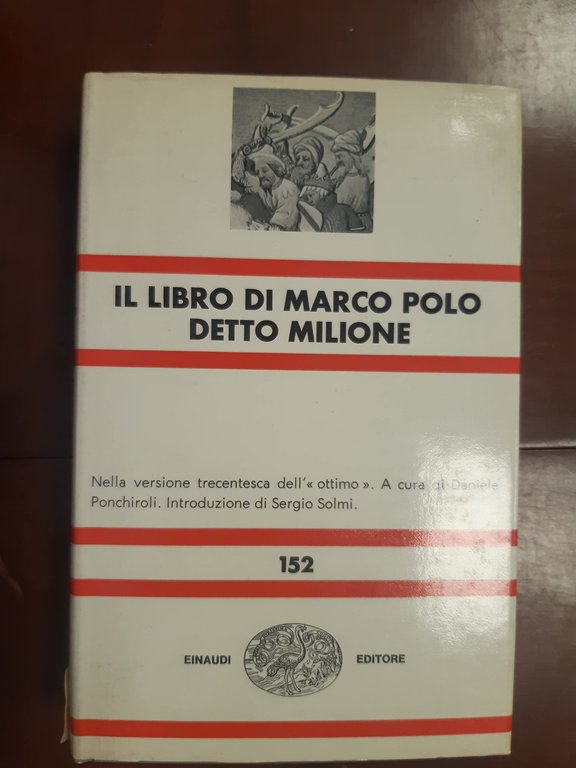 IL LIBRO DI MARCO POLO
DETTO MILIONE
Nella versione trecentesca dell'« ottimo ». A cura di Daniele
Ponchiroli. Introduzione di Sergio Solmi.
152
EINAUDI EDITORE